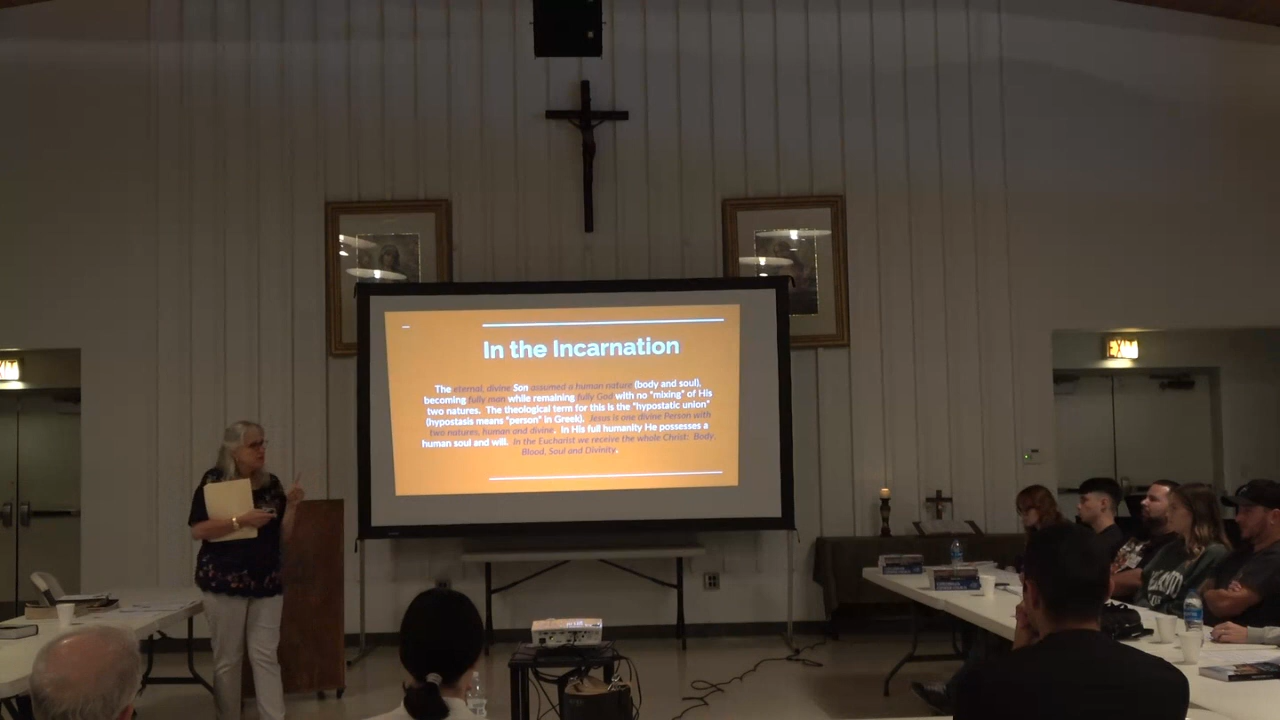 In the Incarnation
The eternal, divine Son assumed a human nature (body and soul),
becoming fully man while remaining fully God with no "mixing" of His
two natures. The theological term for this is the "hypostatic union"
(hypostasis means "person" in Greek). Jesus is one divine Person with
two natures, human and divine. In His full humanity He possesses a
human soul and will. In the Eucharist we receive the whole Christ: Body,
Blood, Soul and Divinity.